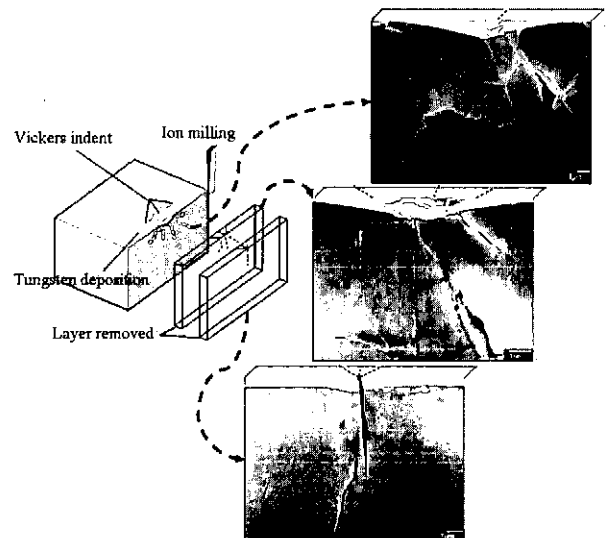 Ion milling
Vickers indent
Tungsten deposition
Layer removed